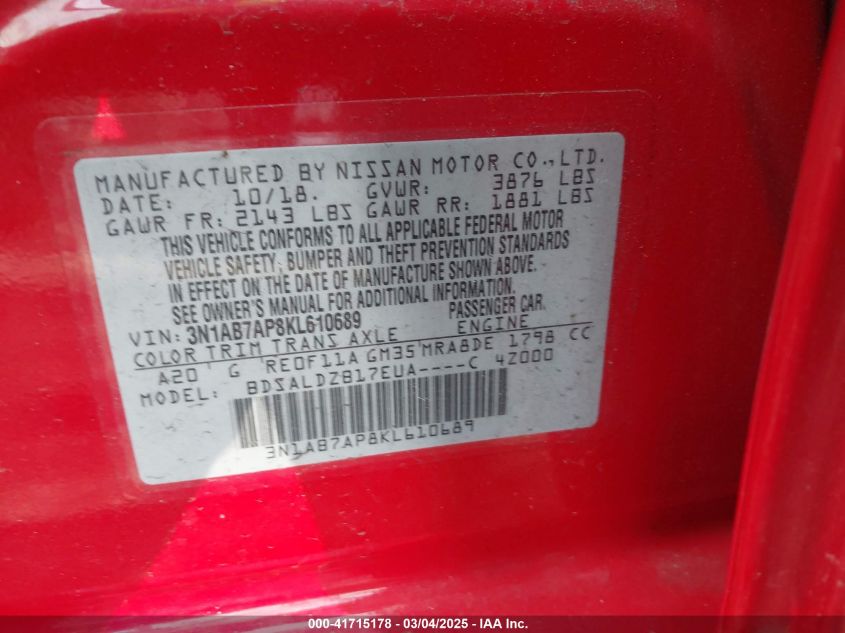 MANUFACTURED BY NISSAN MOTOR CO., LTD.
DATE: 10/18. GVWR: 3876 LBS
GAWR FR: 2143 LBS GAWR RR: 1881 LBS
THIS VEHICLE CONFORMS TO ALL APPLICABLE FEDERAL MOTOR
VEHICLE SAFETY, BUMPER AND THEFT PREVENTION STANDARDS
IN EFFECT ON THE DATE OF MANUFACTURE SHOWN ABOVE.
SEE OWNER'S MANUAL FOR ADDITIONAL INFORMATION.
VIN: 3N1AB7AP8KL610689 PASSENGER CAR.
COLOR TRIM TRANS AXLE ENGINE
A20 G RE0F11A GM35 MRA8DE 1798 CC
MODEL: BDSALDZB17EUA----C 4Z000
3N1AB7AP8KL610689
000-41715178 - 03/04/2025 - IAA Inc.